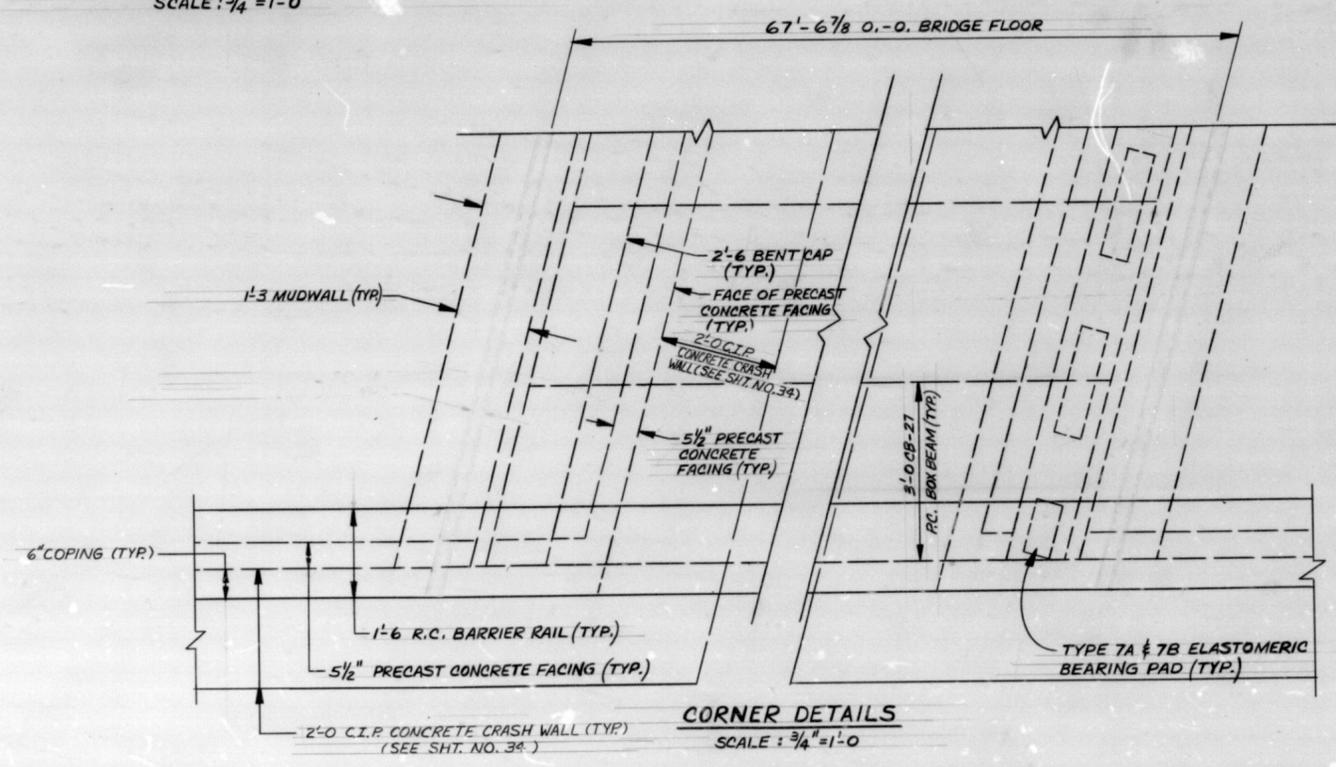 SCALE : 3/4 = 1'-0
67'- 6 7/8 O.-O. BRIDGE FLOOR
2'-6 BENT CAP
(TYP.)
1'-3 MUDWALL (TYP.)
FACE OF PRECAST
CONCRETE FACING
(TYP.)
2'-0 C.I.P.
CONCRETE CRASH
WALL (SEE SHT. NO. 34)
3'-0 CB-27
P.C. BOX BEAM (TYP.)
5½" PRECAST
CONCRETE
FACING (TYP.)
6" COPING (TYP.)
1'-6 R.C. BARRIER RAIL (TYP.)
TYPE 7A & 7B ELASTOMERIC
BEARING PAD (TYP.)
5½" PRECAST CONCRETE FACING (TYP.)
2'-0 C.I.P. CONCRETE CRASH WALL (TYP.)
(SEE SHT. NO. 34)
CORNER DETAILS
SCALE : 3/4" = 1'-0